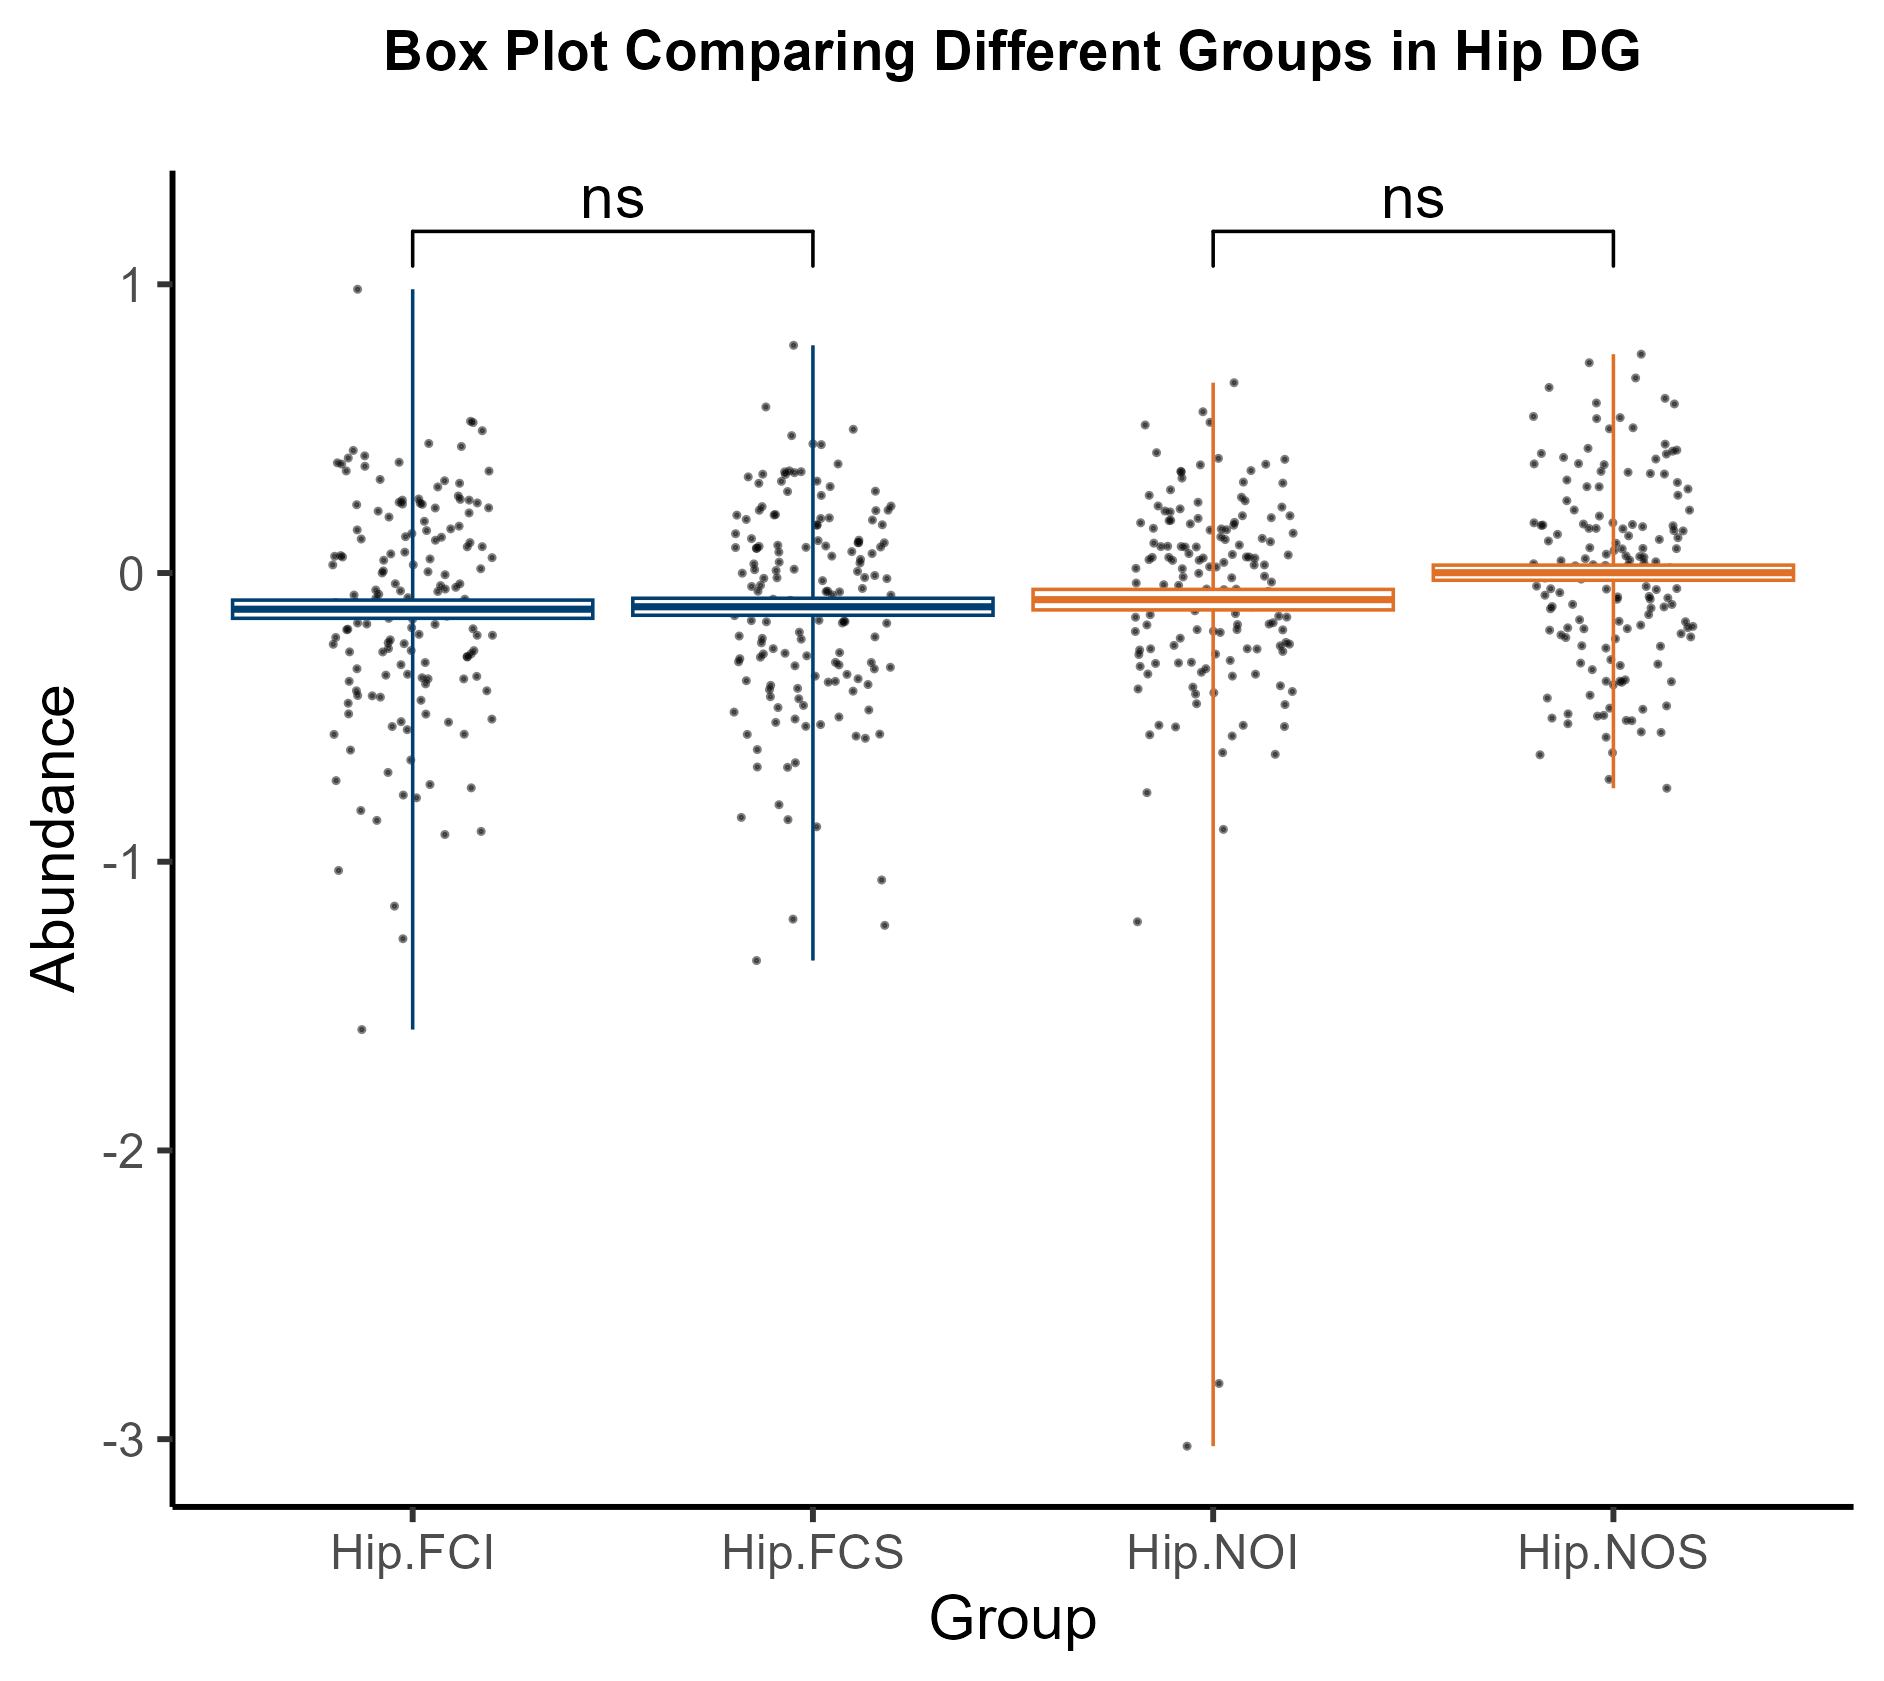 Box Plot Comparing Different Groups in Hip DG
ns ns
1
0
-1
-2
-3
Abundance
Hip.FCI Hip.FCS Hip.NOI Hip.NOS
Group